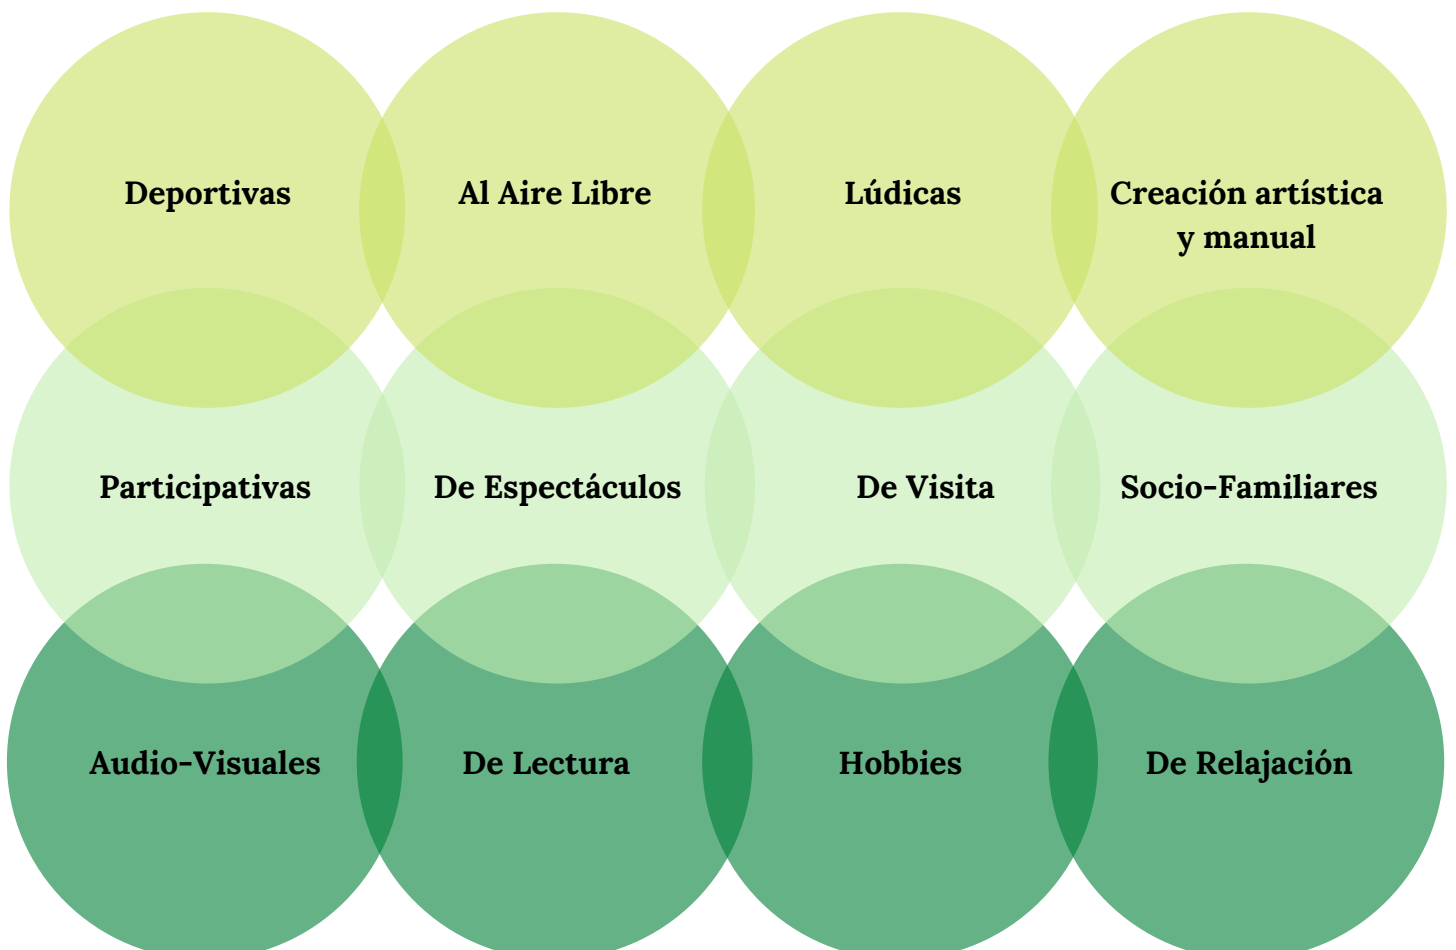 Deportivas
Al Aire Libre
Lúdicas
Creación artística
y manual
Participativas
De Espectáculos
De Visita
Socio-Familiares
Audio-Visuales
De Lectura
Hobbies
De Relajación